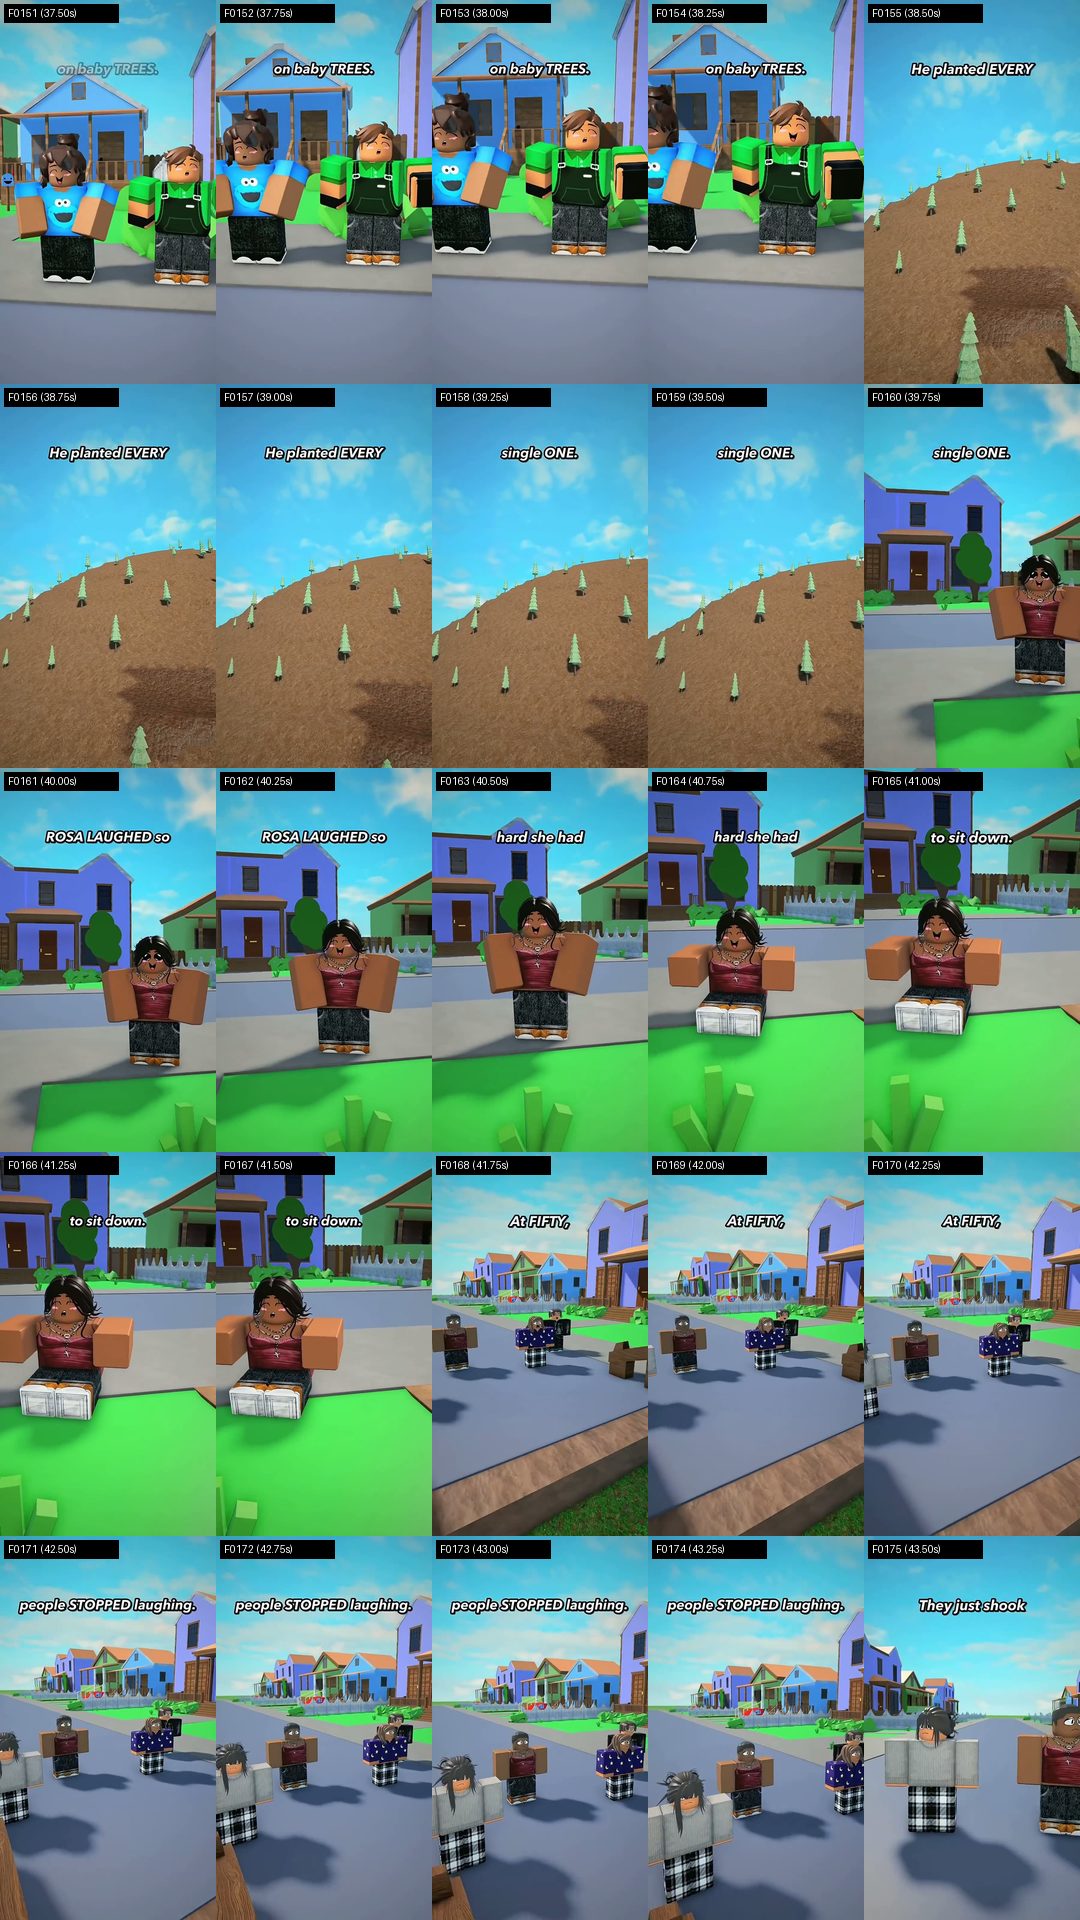 F0151 (37.50s)
on baby TREES.
F0152 (37.75s)
on baby TREES.
F0153 (38.00s)
on baby TREES.
F0154 (38.25s)
on baby TREES.
F0155 (38.50s)
He planted EVERY
F0156 (38.75s)
He planted EVERY
F0157 (39.00s)
He planted EVERY
F0158 (39.25s)
single ONE.
F0159 (39.50s)
single ONE.
F0160 (39.75s)
single ONE.
F0161 (40.00s)
ROSA LAUGHED so
F0162 (40.25s)
ROSA LAUGHED so
F0163 (40.50s)
hard she had
F0164 (40.75s)
hard she had
F0165 (41.00s)
to sit down.
F0166 (41.25s)
to sit down.
F0167 (41.50s)
to sit down.
F0168 (41.75s)
At FIFTY,
F0169 (42.00s)
At FIFTY,
F0170 (42.25s)
At FIFTY,
F0171 (42.50s)
people STOPPED laughing.
F0172 (42.75s)
people STOPPED laughing.
F0173 (43.00s)
people STOPPED laughing.
F0174 (43.25s)
people STOPPED laughing.
F0175 (43.50s)
They just shook